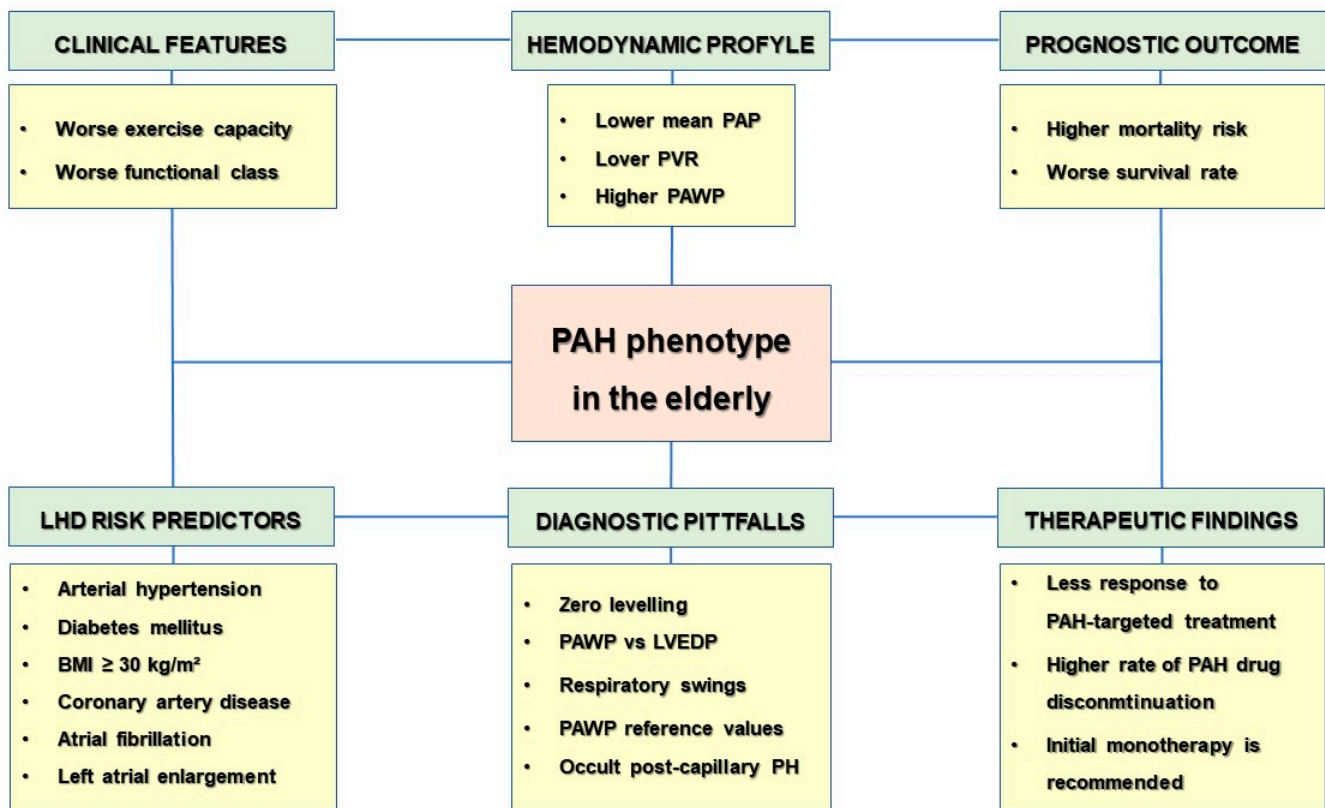 CLINICAL FEATURES
• Worse exercise capacity
• Worse functional class
HEMODYNAMIC PROFYLE
• Lower mean PAP
• Lover PVR
• Higher PAWP
PROGNOSTIC OUTCOME
• Higher mortality risk
• Worse survival rate
PAH phenotype
in the elderly
LHD RISK PREDICTORS
• Arterial hypertension
• Diabetes mellitus
• BMI ≥ 30 kg/m²
• Coronary artery disease
• Atrial fibrillation
• Left atrial enlargement
DIAGNOSTIC PITTFALLS
• Zero levelling
• PAWP vs LVEDP
• Respiratory swings
• PAWP reference values
• Occult post-capillary PH
THERAPEUTIC FINDINGS
• Less response to
PAH-targeted treatment
• Higher rate of PAH drug
disconmtinuation
• Initial monotherapy is
recommended